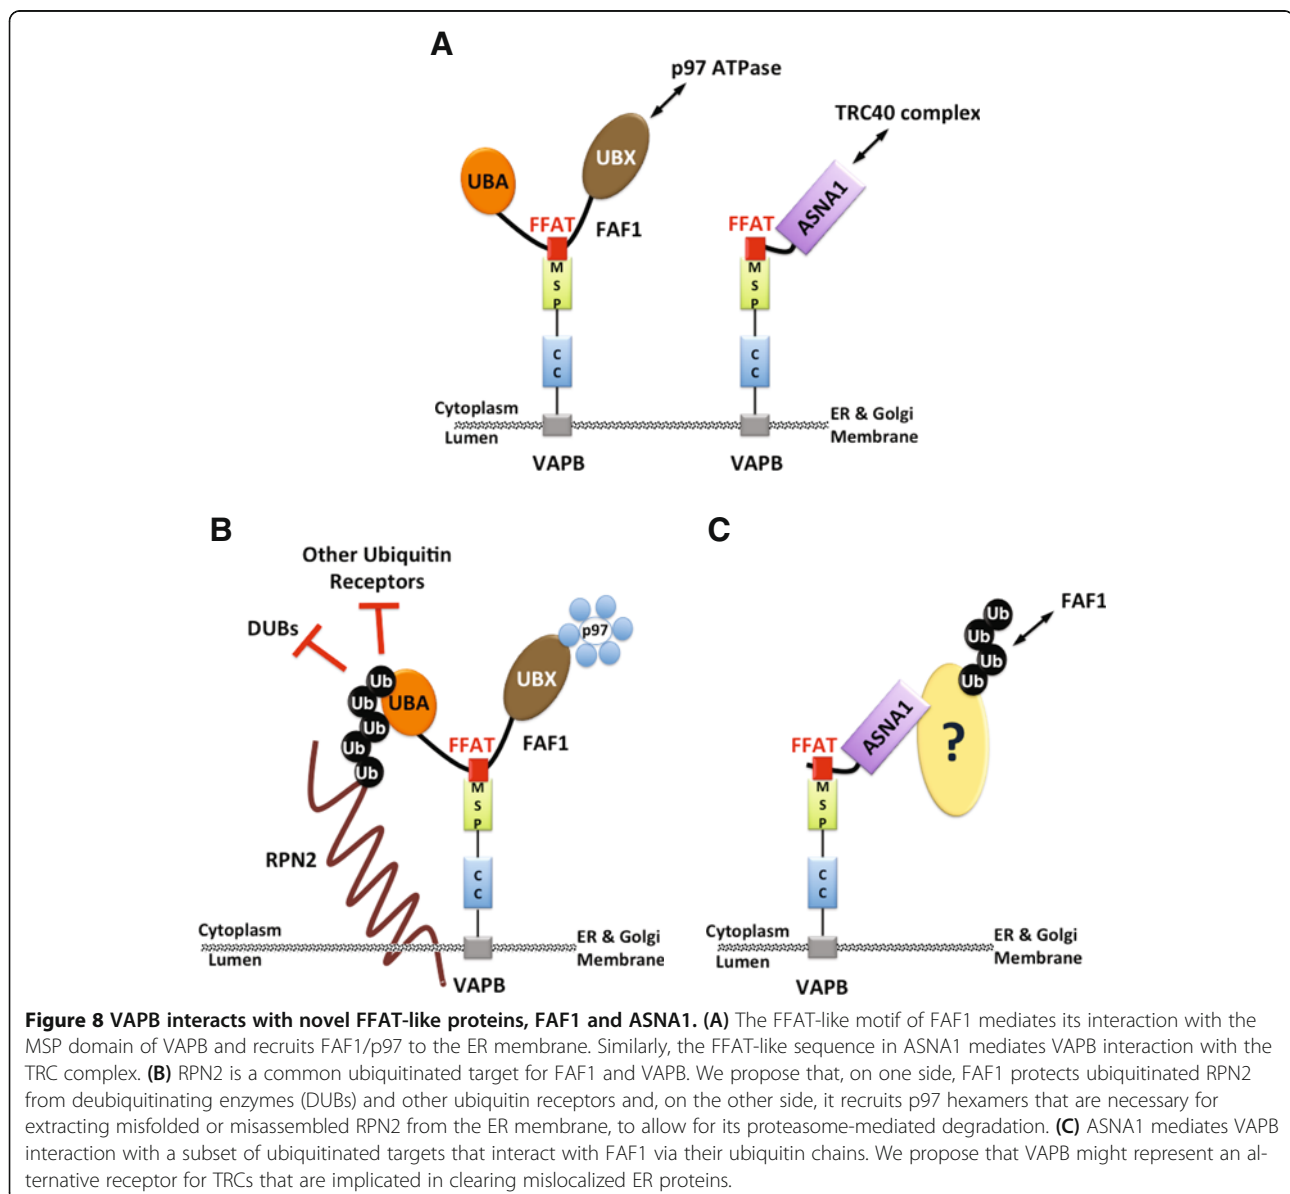 A
p97 ATPase
TRC40 complex
UBX
UBA
ASNA1
FFAT
FAF1
FFAT
M
S
P
M
S
P
C
C
C
C
Cytoplasm
Lumen
ER & Golgi
Membrane
VAPB
VAPB
B
Other Ubiquitin
Receptors
DUBs
p97
Ub
Ub
Ub
Ub
Ub
UBA
UBX
FFAT
FAF1
M
S
P
RPN2
C
C
Cytoplasm
Lumen
ER & Golgi
Membrane
VAPB
C
Ub
Ub
Ub
Ub
FAF1
ASNA1
?
FFAT
M
S
P
C
C
Cytoplasm
Lumen
ER & Golgi
Membrane
VAPB
Figure 8 VAPB interacts with novel FFAT-like proteins, FAF1 and ASNA1. (A) The FFAT-like motif of FAF1 mediates its interaction with the
MSP domain of VAPB and recruits FAF1/p97 to the ER membrane. Similarly, the FFAT-like sequence in ASNA1 mediates VAPB interaction with the
TRC complex. (B) RPN2 is a common ubiquitinated target for FAF1 and VAPB. We propose that, on one side, FAF1 protects ubiquitinated RPN2
from deubiquitinating enzymes (DUBs) and other ubiquitin receptors and, on the other side, it recruits p97 hexamers that are necessary for
extracting misfolded or misassembled RPN2 from the ER membrane, to allow for its proteasome-mediated degradation. (C) ASNA1 mediates VAPB
interaction with a subset of ubiquitinated targets that interact with FAF1 via their ubiquitin chains. We propose that VAPB might represent an al-
ternative receptor for TRCs that are implicated in clearing mislocalized ER proteins.